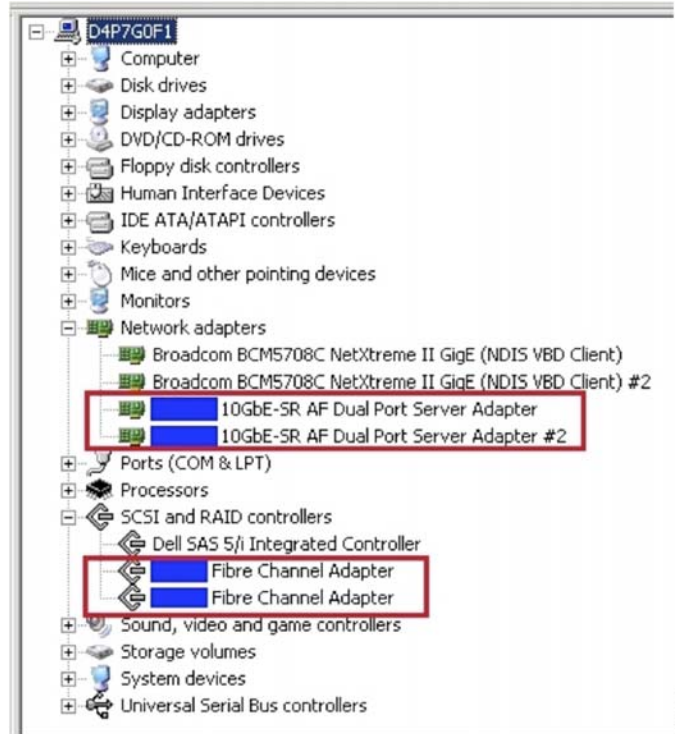 D4P7G0F1
Computer
Disk drives
Display adapters
DVD/CD-ROM drives
Floppy disk controllers
Human Interface Devices
IDE ATA/ATAPI controllers
Keyboards
Mice and other pointing devices
Monitors
Network adapters
Broadcom BCM5708C NetXtreme II GigE (NDIS VBD Client)
Broadcom BCM5708C NetXtreme II GigE (NDIS VBD Client) #2
10GbE-SR AF Dual Port Server Adapter
10GbE-SR AF Dual Port Server Adapter #2
Ports (COM & LPT)
Processors
SCSI and RAID controllers
Dell SAS 5/i Integrated Controller
Fibre Channel Adapter
Fibre Channel Adapter
Sound, video and game controllers
Storage volumes
System devices
Universal Serial Bus controllers